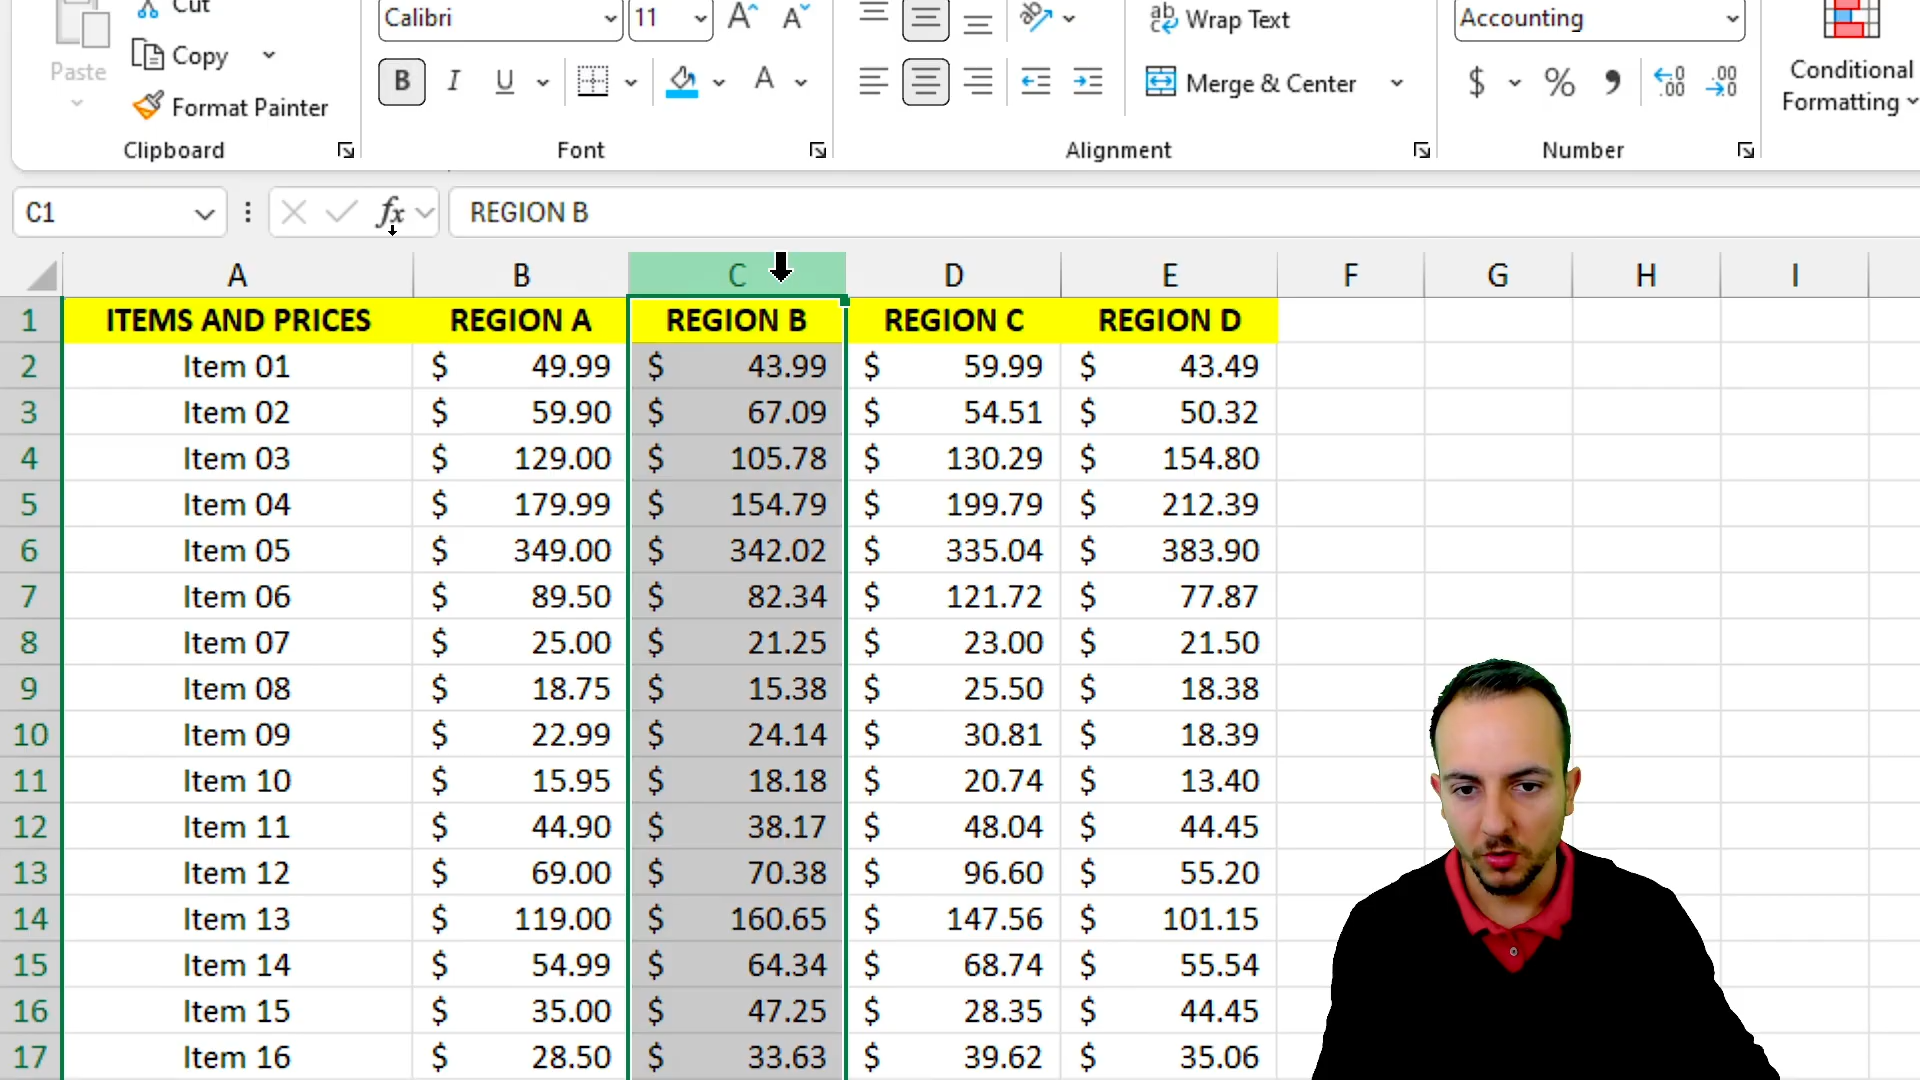 Cut
Copy
Paste
Format Painter
Clipboard
Calibri 11
B I U
Font
Wrap Text
Merge & Center
Alignment
Accounting
$ % ,
Number
Conditional
Formatting
C1 fx REGION B
A B C D E F G H I
1 ITEMS AND PRICES REGION A REGION B REGION C REGION D
2 Item 01 $ 49.99 $ 43.99 $ 59.99 $ 43.49
3 Item 02 $ 59.90 $ 67.09 $ 54.51 $ 50.32
4 Item 03 $ 129.00 $ 105.78 $ 130.29 $ 154.80
5 Item 04 $ 179.99 $ 154.79 $ 199.79 $ 212.39
6 Item 05 $ 349.00 $ 342.02 $ 335.04 $ 383.90
7 Item 06 $ 89.50 $ 82.34 $ 121.72 $ 77.87
8 Item 07 $ 25.00 $ 21.25 $ 23.00 $ 21.50
9 Item 08 $ 18.75 $ 15.38 $ 25.50 $ 18.38
10 Item 09 $ 22.99 $ 24.14 $ 30.81 $ 18.39
11 Item 10 $ 15.95 $ 18.18 $ 20.74 $ 13.40
12 Item 11 $ 44.90 $ 38.17 $ 48.04 $ 44.45
13 Item 12 $ 69.00 $ 70.38 $ 96.60 $ 55.20
14 Item 13 $ 119.00 $ 160.65 $ 147.56 $ 101.15
15 Item 14 $ 54.99 $ 64.34 $ 68.74 $ 55.54
16 Item 15 $ 35.00 $ 47.25 $ 28.35 $ 44.45
17 Item 16 $ 28.50 $ 33.63 $ 39.62 $ 35.06